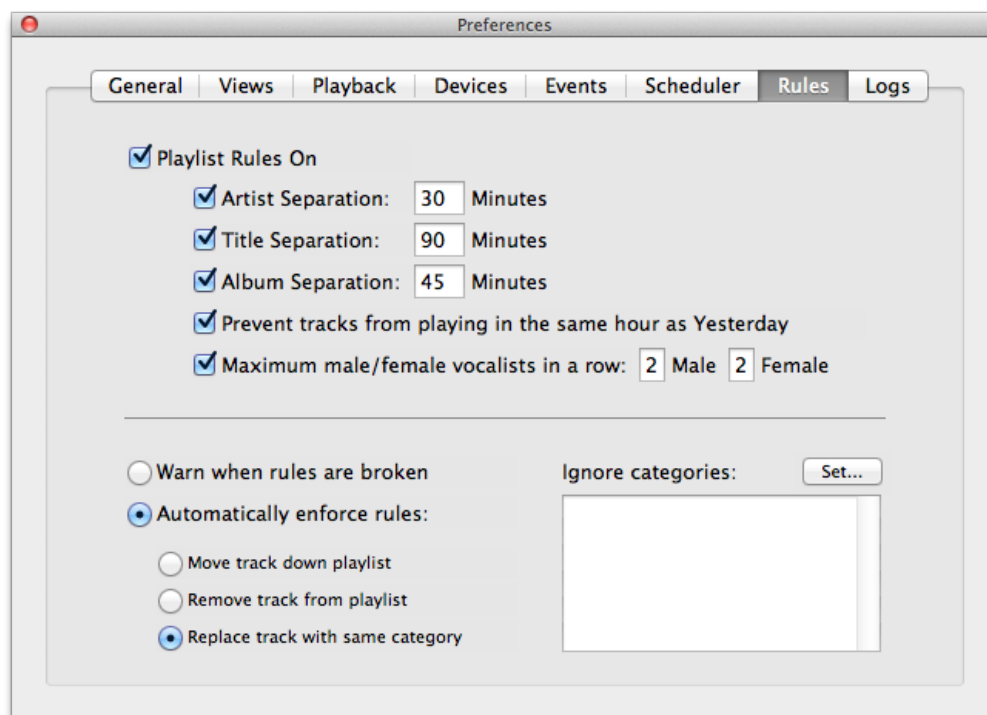 Preferences
General Views Playback Devices Events Scheduler Rules Logs
Playlist Rules On
Artist Separation: 30 Minutes
Title Separation: 90 Minutes
Album Separation: 45 Minutes
Prevent tracks from playing in the same hour as Yesterday
Maximum male/female vocalists in a row: 2 Male 2 Female
Warn when rules are broken
Ignore categories: Set...
Automatically enforce rules:
Move track down playlist
Remove track from playlist
Replace track with same category